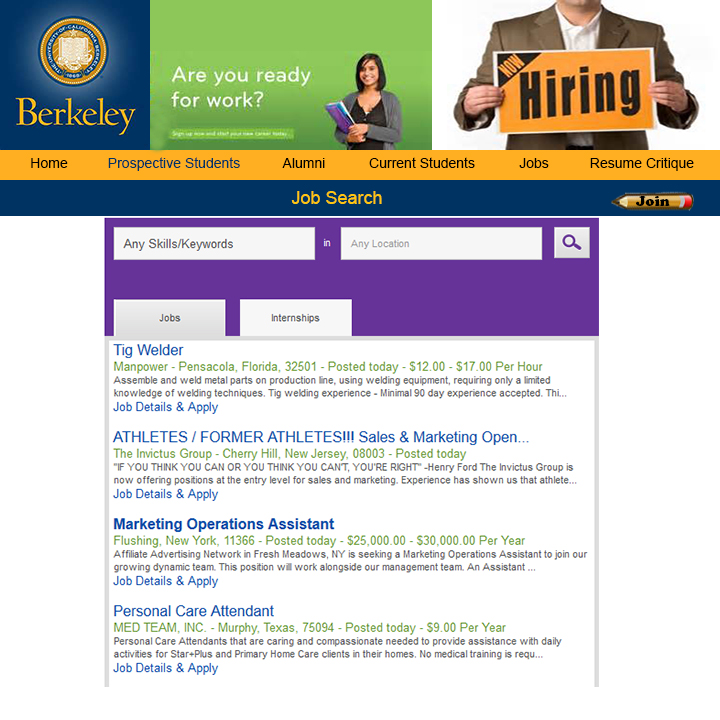 Berkeley
Are you ready
for work?
Sign up now and start your new career today...
NOW
Hiring
Home Prospective Students Alumni Current Students Jobs Resume Critique
Job Search
Join
Any Skills/Keywords in Any Location
Jobs Internships
Tig Welder
Manpower - Pensacola, Florida, 32501 - Posted today - $12.00 - $17.00 Per Hour
Assemble and weld metal parts on production line, using welding equipment, requiring only a limited
knowledge of welding techniques. Tig welding experience - Minimal 90 day experience accepted. Thi...
Job Details & Apply
ATHLETES / FORMER ATHLETES!!! Sales & Marketing Open...
The Invictus Group - Cherry Hill, New Jersey, 08003 - Posted today
"IF YOU THINK YOU CAN OR YOU THINK YOU CAN'T, YOU'RE RIGHT" -Henry Ford The Invictus Group is
now offering positions at the entry level for sales and marketing. Experience has shown us that athlete...
Job Details & Apply
Marketing Operations Assistant
Flushing, New York, 11366 - Posted today - $25,000.00 - $30,000.00 Per Year
Affiliate Advertising Network in Fresh Meadows, NY is seeking a Marketing Operations Assistant to join our
growing dynamic team. This position will work alongside our management team. An Assistant ...
Job Details & Apply
Personal Care Attendant
MED TEAM, INC. - Murphy, Texas, 75094 - Posted today - $9.00 Per Year
Personal Care Attendants that are caring and compassionate needed to provide assistance with daily
activities for Star+Plus and Primary Home Care clients in their homes. No medical training is requ...
Job Details & Apply